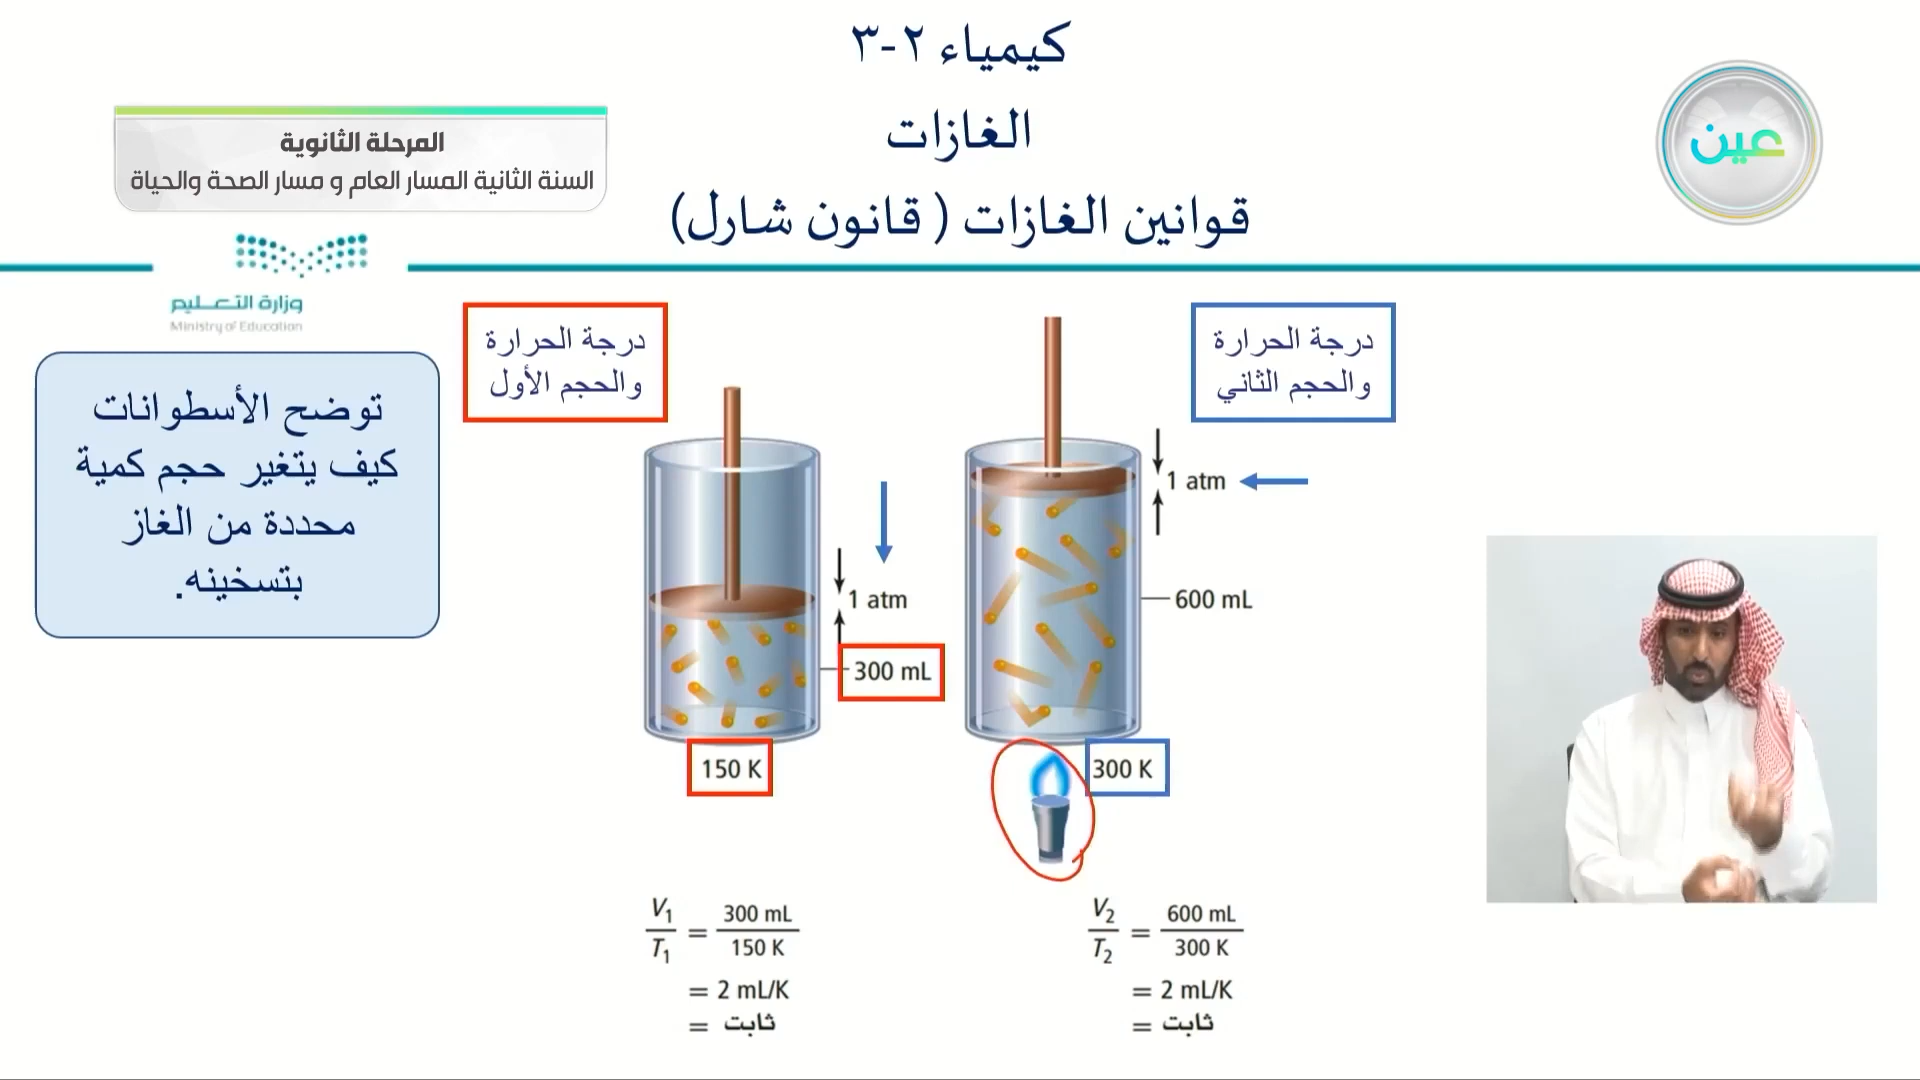 كيمياء ٢-٣
الغازات
قوانين الغازات ( قانون شارل)
عين
المرحلة الثانوية
السنة الثانية المسار العام و مسار الصحة والحياة
وزارة التعليم
Ministry of Education
درجة الحرارة
والحجم الثاني
درجة الحرارة
والحجم الأول
توضح الأسطوانات
كيف يتغير حجم كمية
محددة من الغاز
بتسخينه.
1 atm
300 mL
150 K
1 atm
600 mL
300 K
V₁/T₁ = 300 mL/150 K
= 2 mL/K
= ثابت
V₂/T₂ = 600 mL/300 K
= 2 mL/K
= ثابت